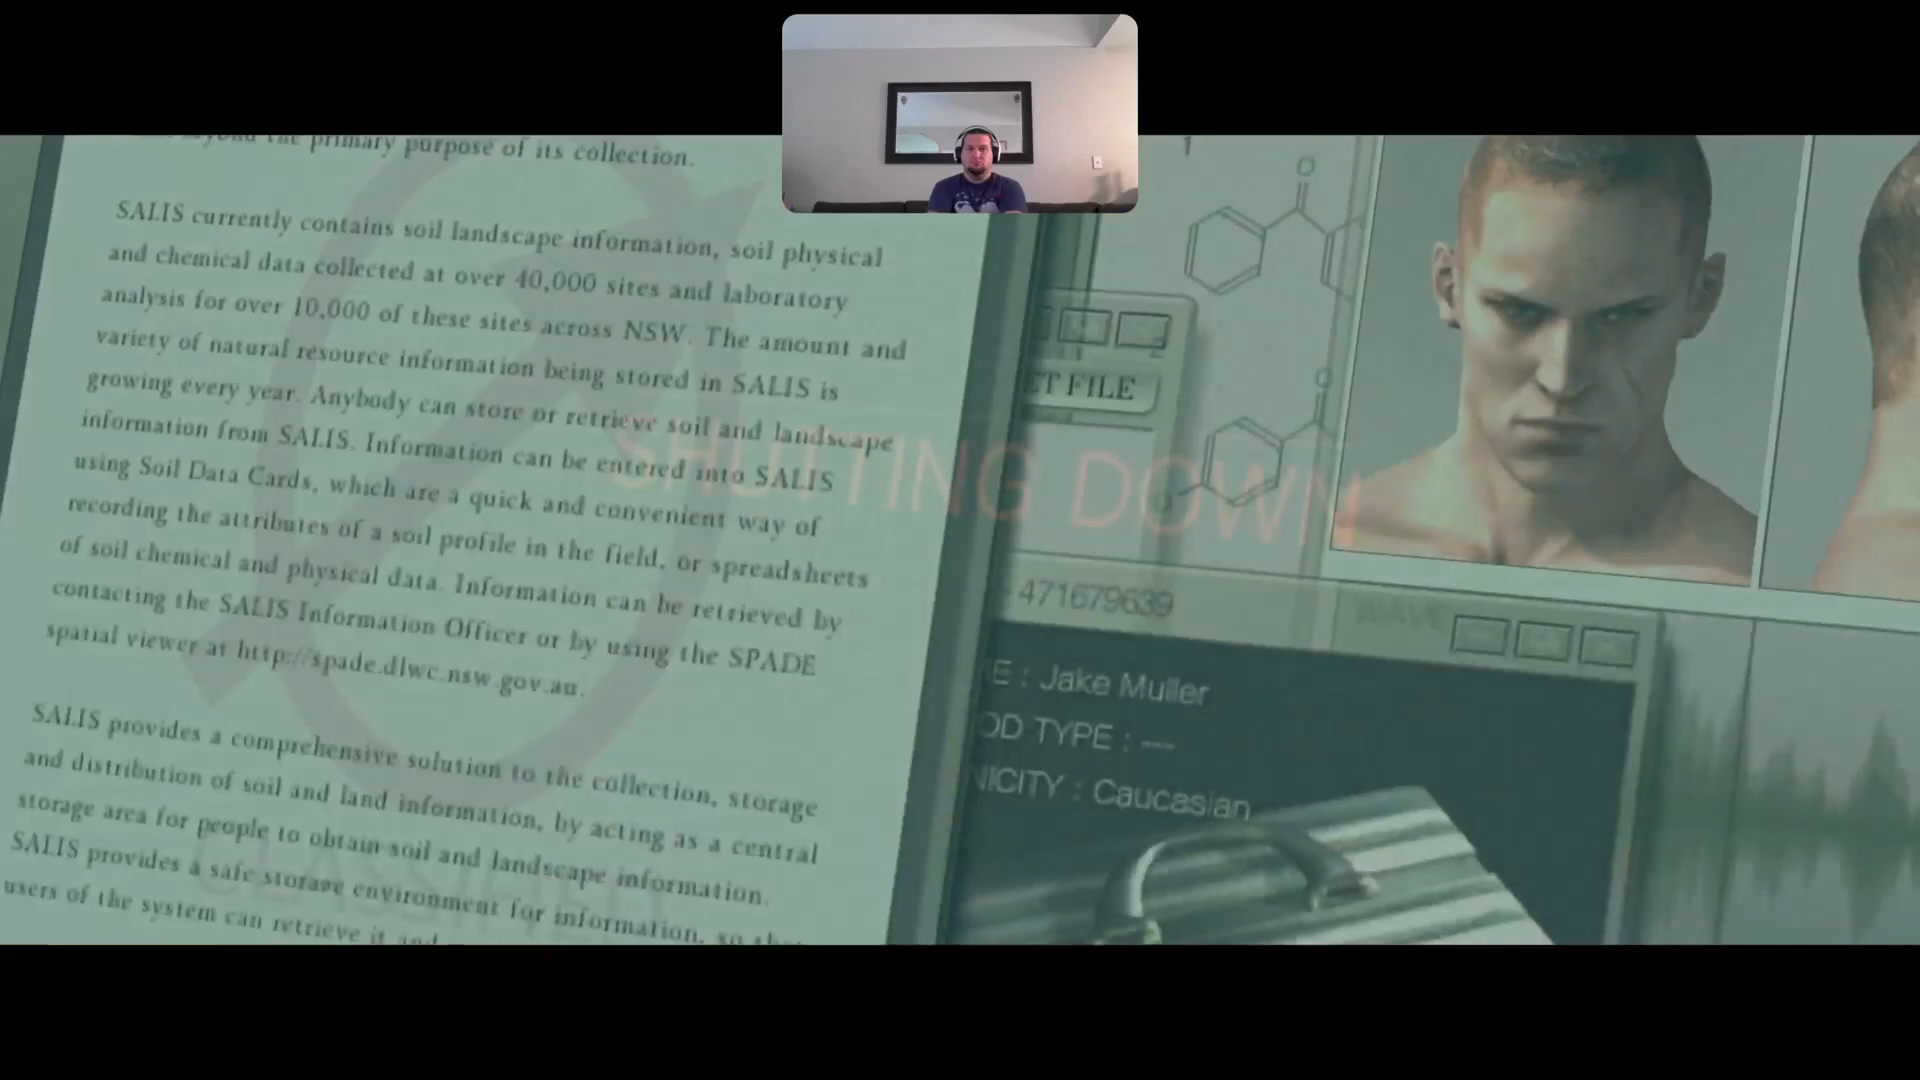 beyond the primary purpose of its collection.
SALIS currently contains soil landscape information, soil physical
and chemical data collected at over 40,000 sites and laboratory
analysis for over 10,000 of these sites across NSW. The amount and
variety of natural resource information being stored in SALIS is
growing every year. Anybody can store or retrieve soil and landscape
information from SALIS. Information can be entered into SALIS
using Soil Data Cards, which are a quick and convenient way of
recording the attributes of a soil profile in the field, or spreadsheets
of soil chemical and physical data. Information can be retrieved by
contacting the SALIS Information Officer or by using the SPADE
spatial viewer at http://spade.dlwc.nsw.gov.au.
SALIS provides a comprehensive solution to the collection, storage
and distribution of soil and land information, by acting as a central
storage area for people to obtain soil and landscape information.
SALIS provides a safe storage environment for information, so that
users of the system can retrieve it and
CLASSIFIED
SHUTTING DOWN
1
O
O
O
ET FILE
- 471679639
WAVE
E : Jake Muller
OD TYPE : ---
NICITY : Caucasian